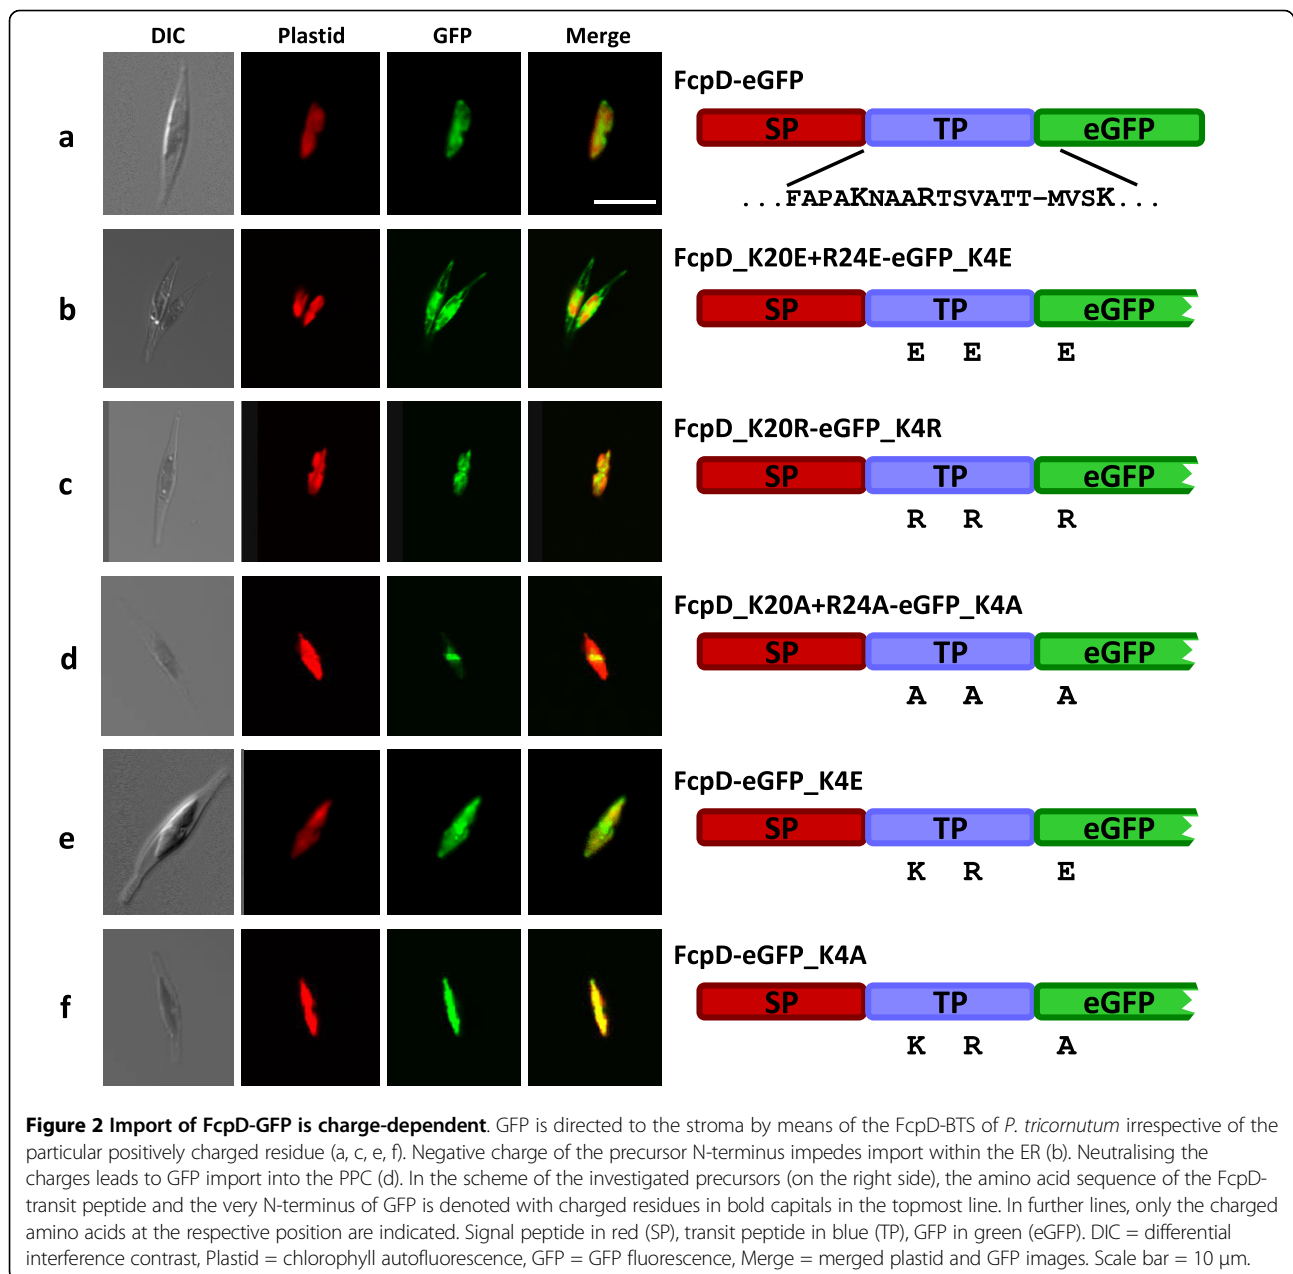 DIC Plastid GFP Merge
a
FcpD-eGFP
SP TP eGFP
...FAPAKNAARTSVATT–MVSK...
b
FcpD_K20E+R24E-eGFP_K4E
SP TP eGFP
E E E
c
FcpD_K20R-eGFP_K4R
SP TP eGFP
R R R
d
FcpD_K20A+R24A-eGFP_K4A
SP TP eGFP
A A A
e
FcpD-eGFP_K4E
SP TP eGFP
K R E
f
FcpD-eGFP_K4A
SP TP eGFP
K R A
Figure 2 Import of FcpD-GFP is charge-dependent. GFP is directed to the stroma by means of the FcpD-BTS of P. tricornutum irrespective of the
particular positively charged residue (a, c, e, f). Negative charge of the precursor N-terminus impedes import within the ER (b). Neutralising the
charges leads to GFP import into the PPC (d). In the scheme of the investigated precursors (on the right side), the amino acid sequence of the FcpD-
transit peptide and the very N-terminus of GFP is denoted with charged residues in bold capitals in the topmost line. In further lines, only the charged
amino acids at the respective position are indicated. Signal peptide in red (SP), transit peptide in blue (TP), GFP in green (eGFP). DIC = differential
interference contrast, Plastid = chlorophyll autofluorescence, GFP = GFP fluorescence, Merge = merged plastid and GFP images. Scale bar = 10 μm.